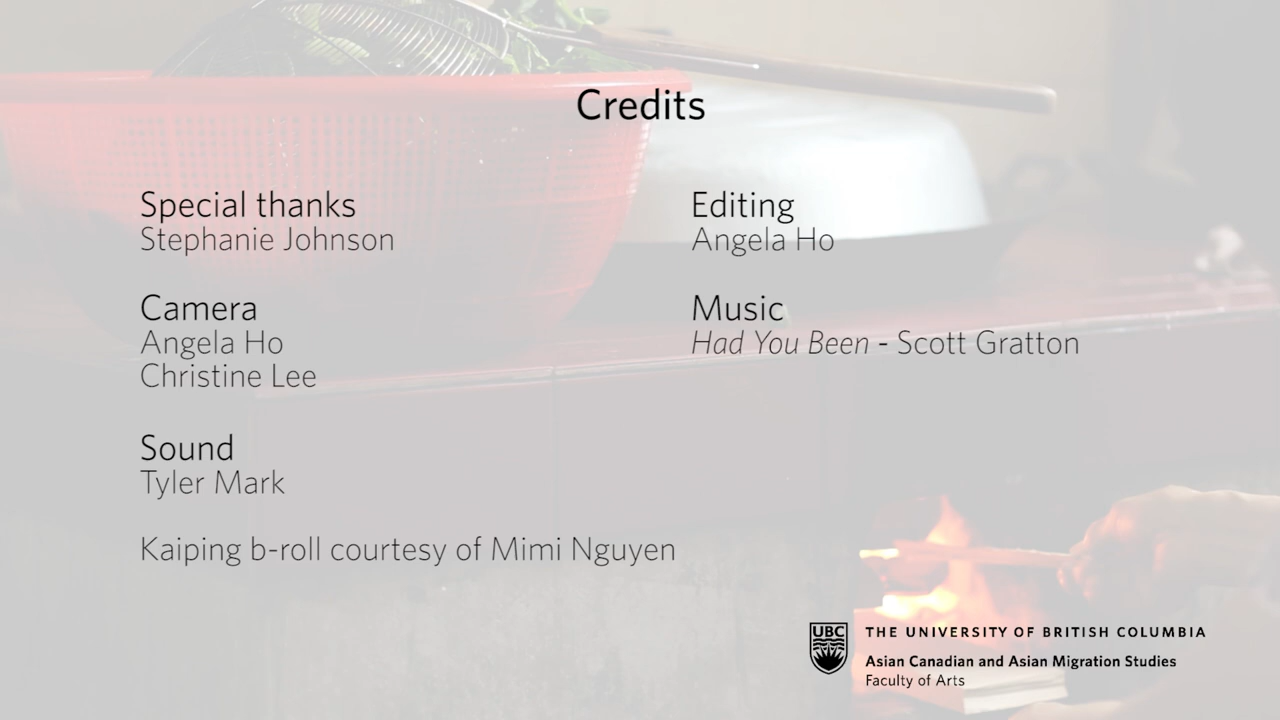 Credits
Special thanks
Stephanie Johnson
Camera
Angela Ho
Christine Lee
Sound
Tyler Mark
Kaiping b-roll courtesy of Mimi Nguyen
Editing
Angela Ho
Music
Had You Been - Scott Gratton
UBC
THE UNIVERSITY OF BRITISH COLUMBIA
Asian Canadian and Asian Migration Studies
Faculty of Arts